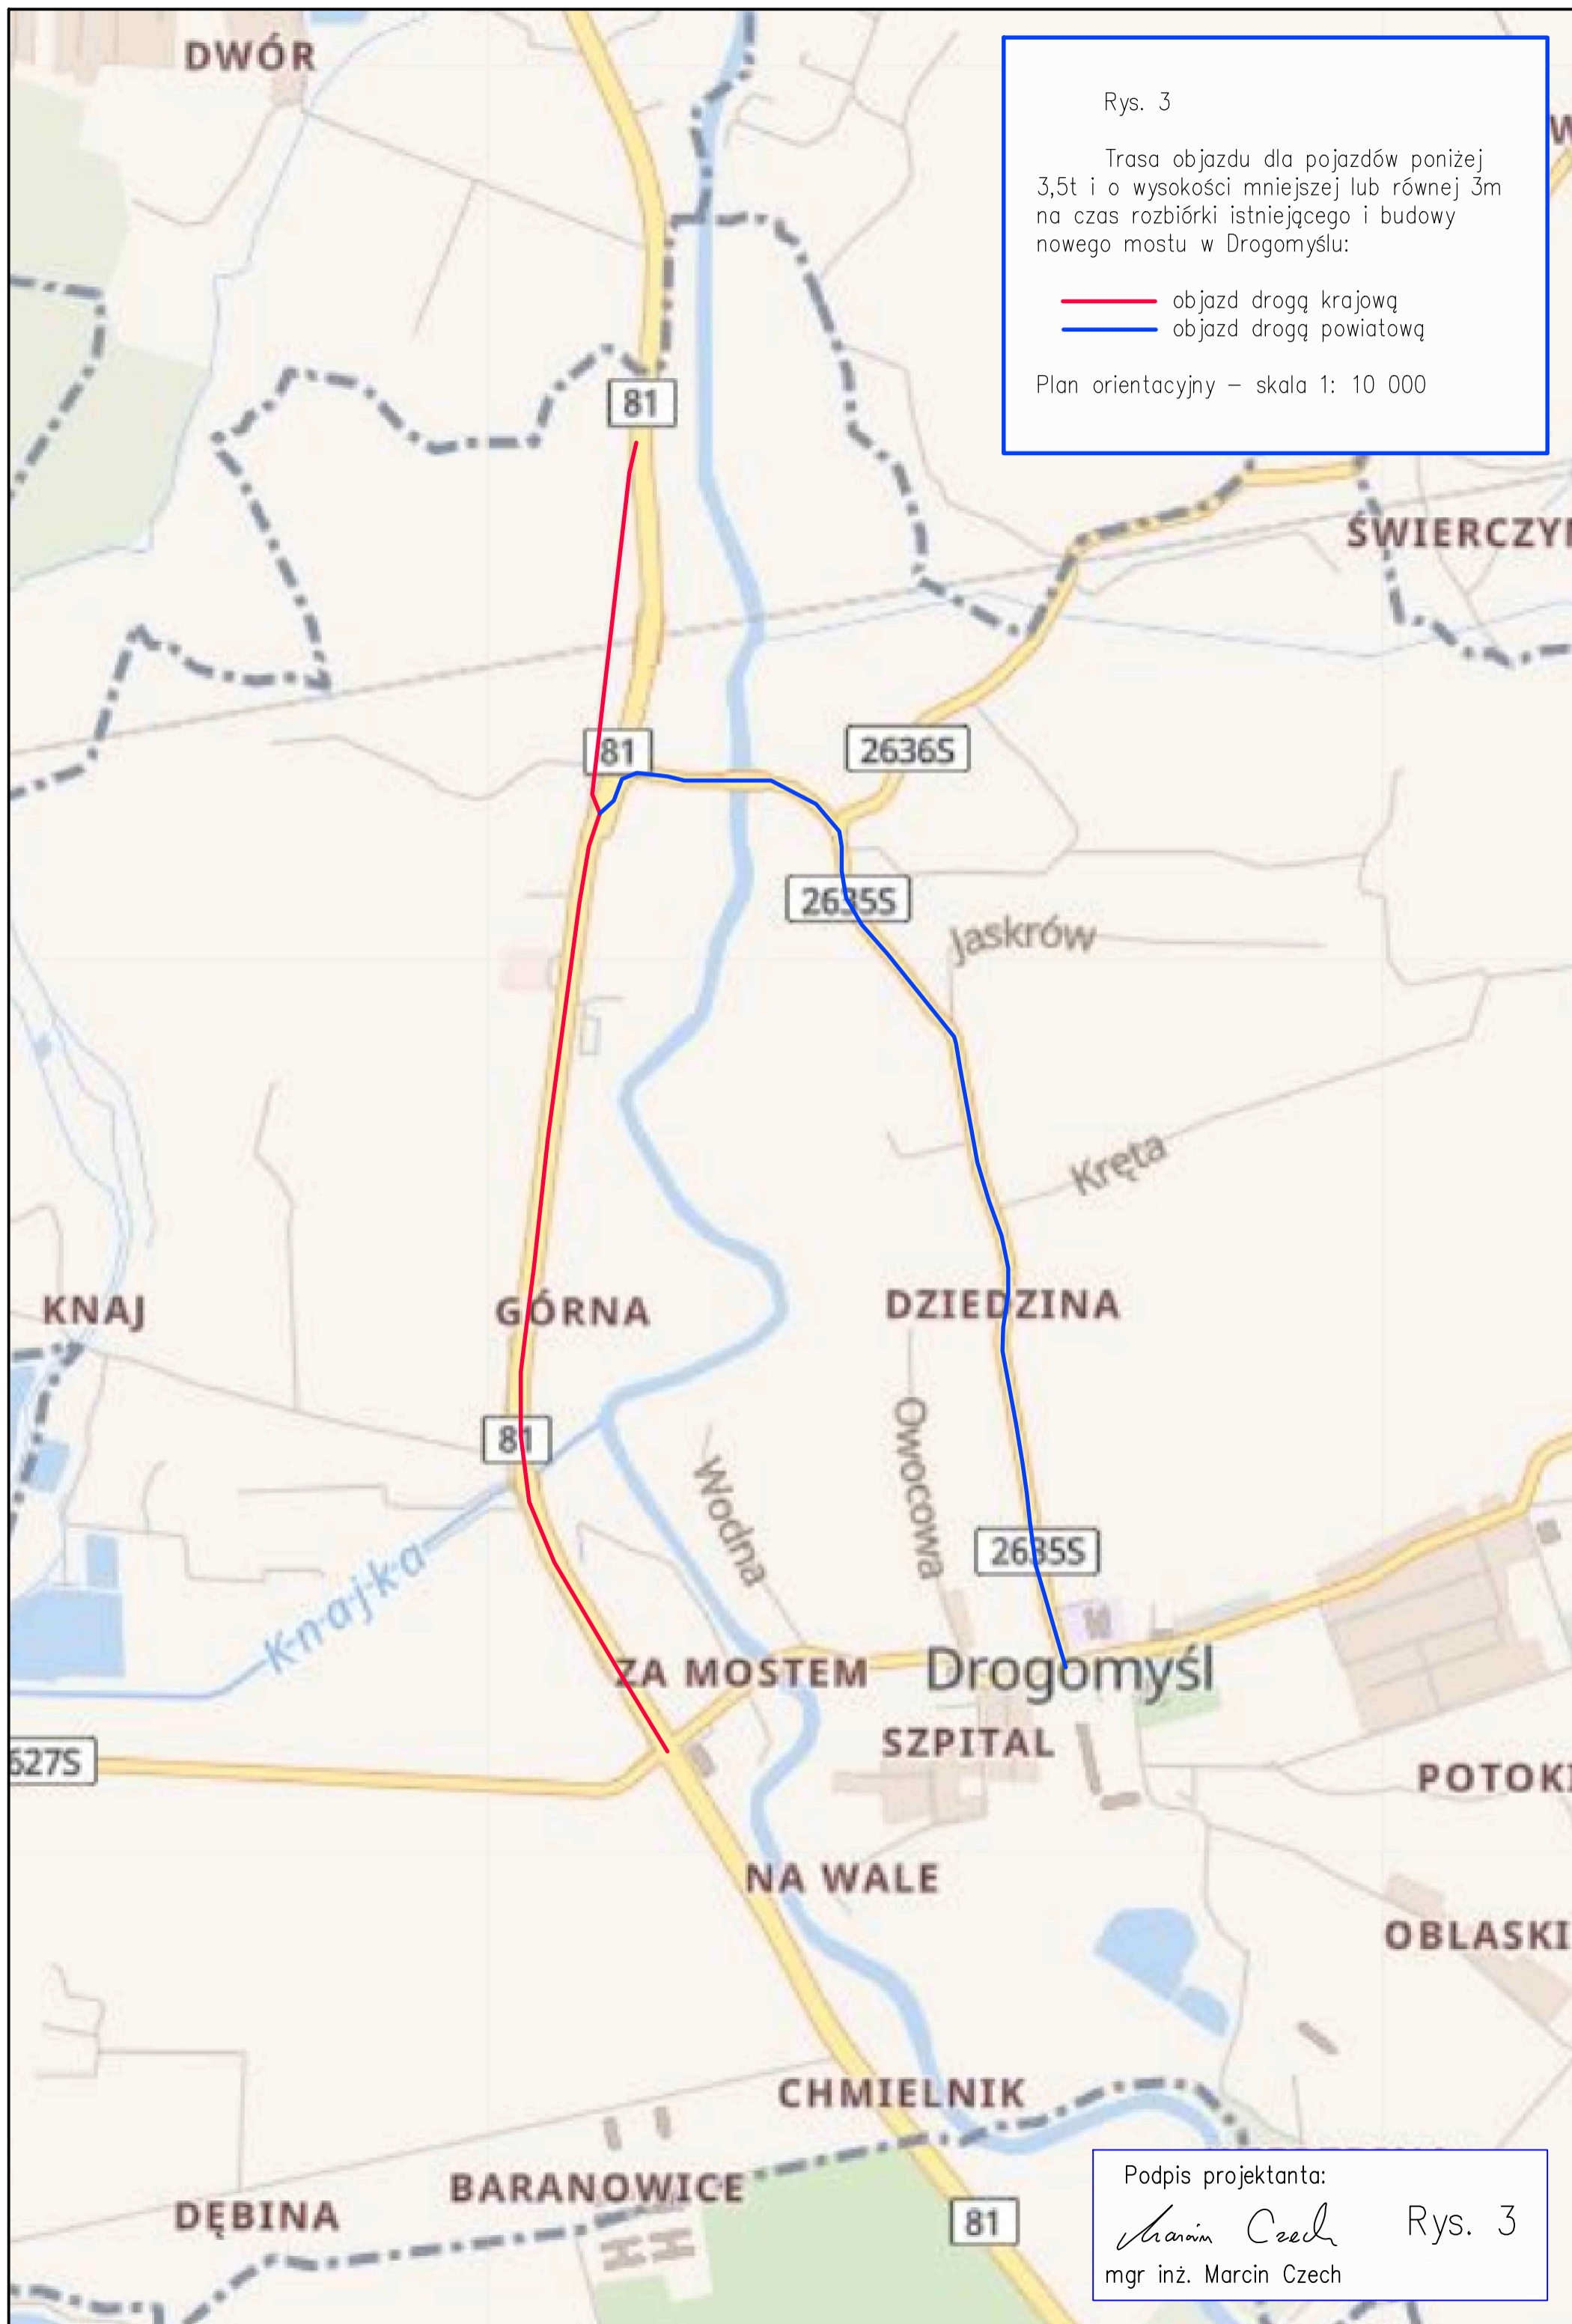 DWÓR
Rys. 3
Trasa objazdu dla pojazdów poniżej
3,5t i o wysokości mniejszej lub równej 3m
na czas rozbiórki istniejącego i budowy
nowego mostu w Drogomyślu:
objazd drogą krajową
objazd drogą powiatową
Plan orientacyjny – skala 1: 10 000
W
81
ŚWIERCZYN
81
2636S
2635S
Jaskrów
Kręta
KNAJ
GÓRNA
DZIEDZINA
81
Owocowa
Wodna
2635S
Knajka
ZA MOSTEM
Drogomyśl
SZPITAL
627S
POTOKI
NA WALE
OBLASKI
CHMIELNIK
BARANOWICE
DĘBINA
81
Podpis projektanta:
Marcin Czech
Rys. 3
mgr inż. Marcin Czech